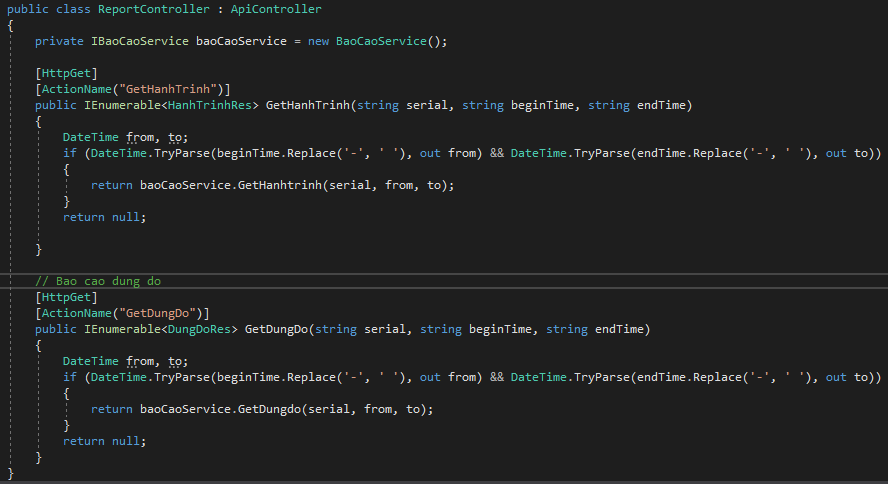 public class ReportController : ApiController
{
private IBaoCaoService baoCaoService = new BaoCaoService();
[HttpGet]
[ActionName("GetHanhTrinh")]
public IEnumerable<HanhTrinhRes> GetHanhTrinh(string serial, string beginTime, string endTime)
{
DateTime from, to;
if (DateTime.TryParse(beginTime.Replace('-', ' '), out from) && DateTime.TryParse(endTime.Replace('-', ' '), out to))
{
return baoCaoService.GetHanhtrinh(serial, from, to);
}
return null;
}
// Bao cao dung do
[HttpGet]
[ActionName("GetDungDo")]
public IEnumerable<DungDoRes> GetDungDo(string serial, string beginTime, string endTime)
{
DateTime from, to;
if (DateTime.TryParse(beginTime.Replace('-', ' '), out from) && DateTime.TryParse(endTime.Replace('-', ' '), out to))
{
return baoCaoService.GetDungdo(serial, from, to);
}
return null;
}
}